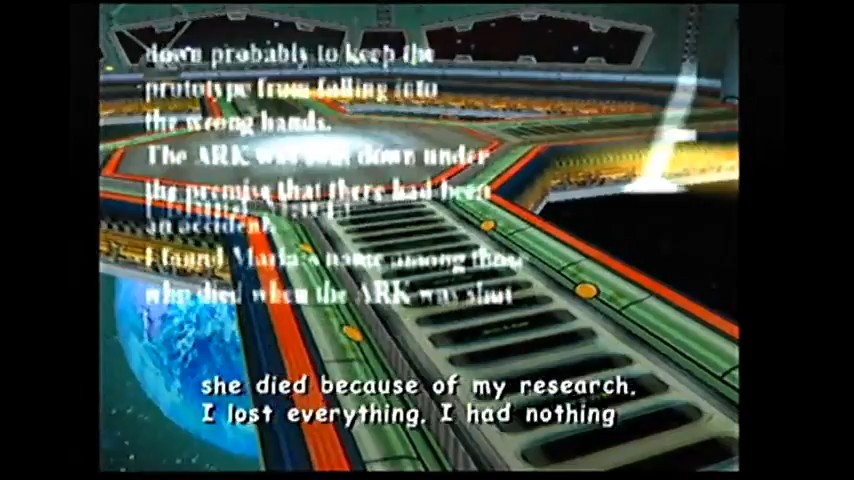 down probably to keep the
prototype from falling into
the wrong hands.
The ARK was shut down under
the premise that there had been
an accident.
I found Maria's name among those
who died when the ARK was shut
she died because of my research.
I lost everything. I had nothing